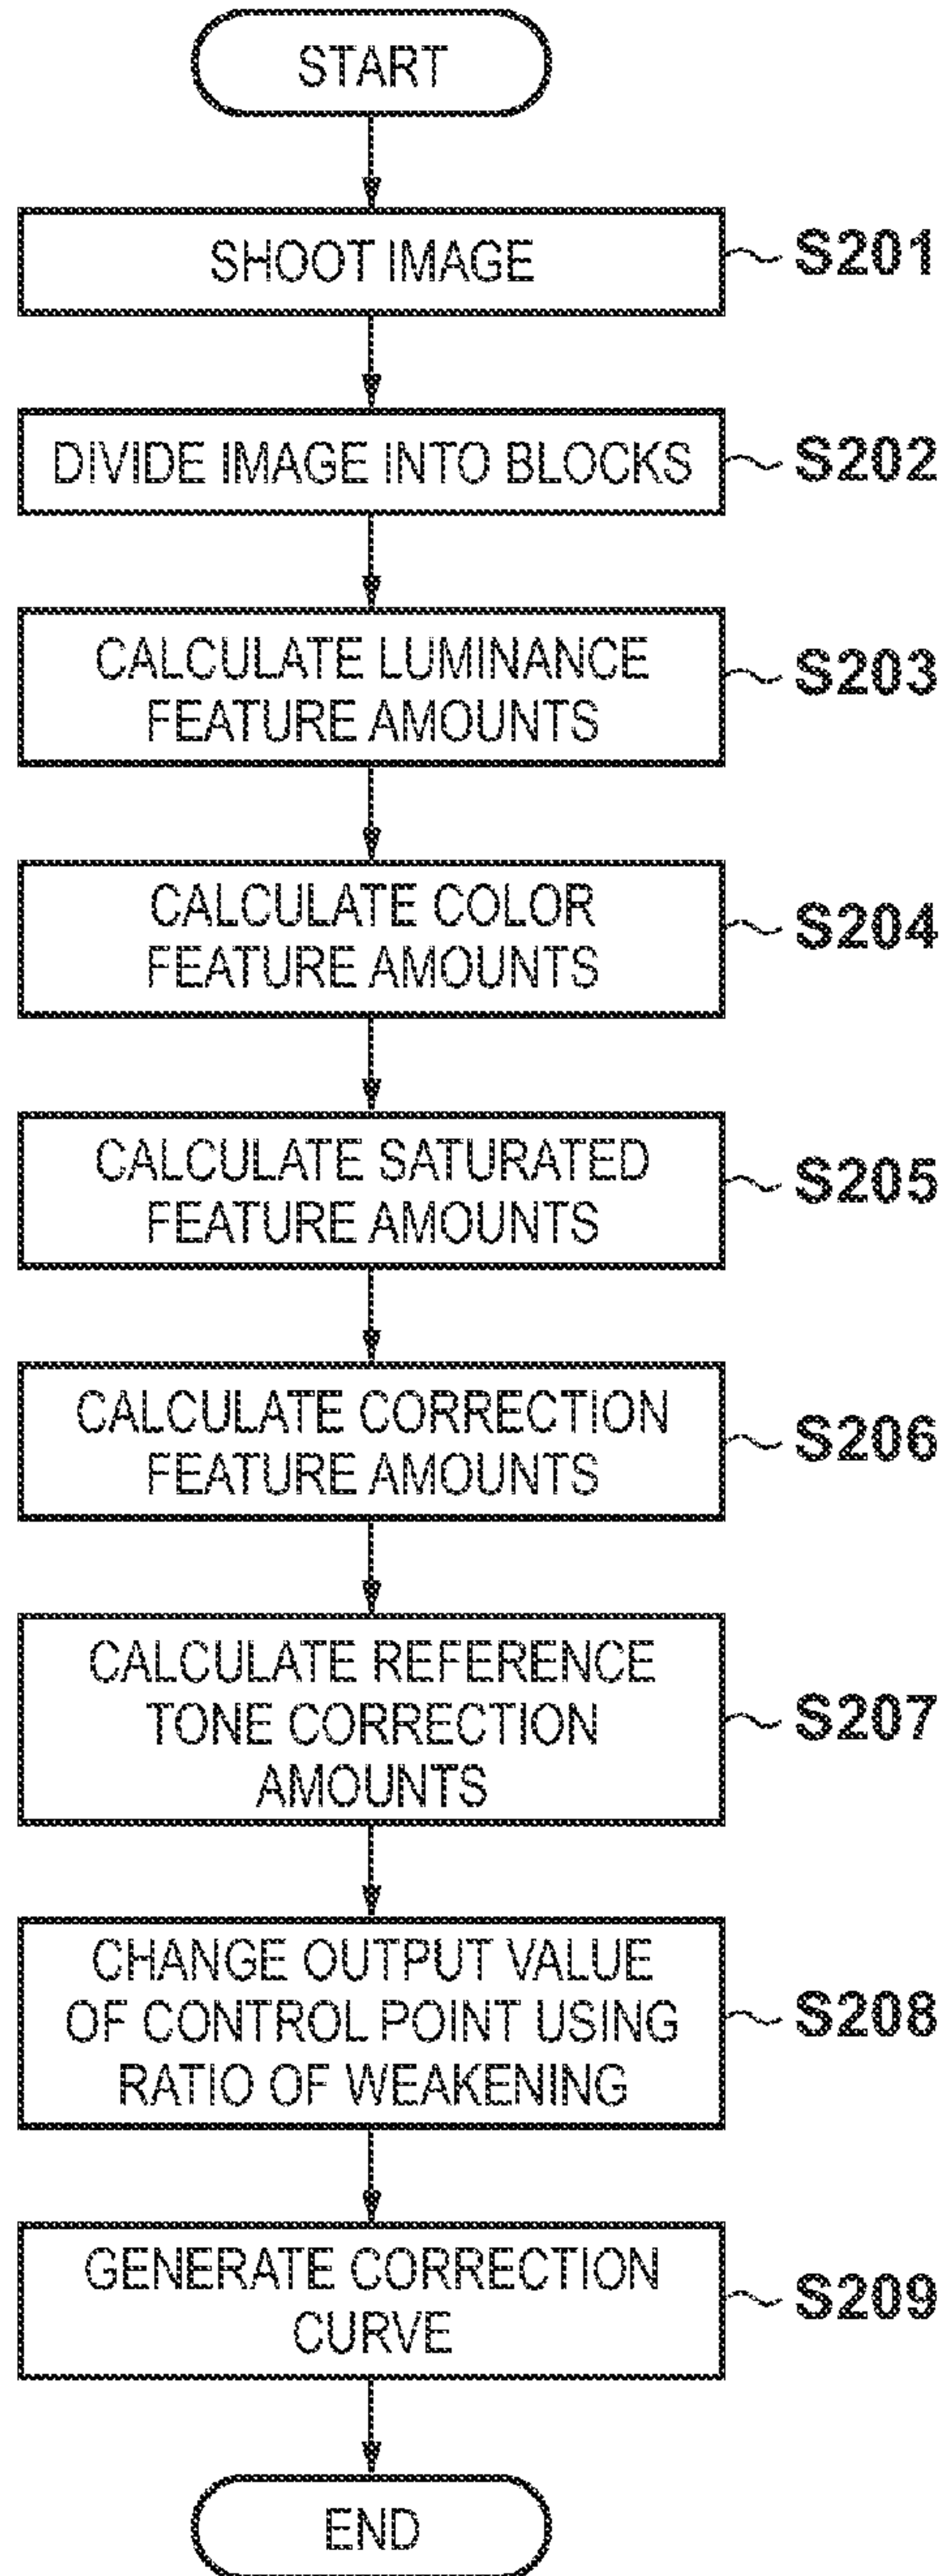 START
SHOOT IMAGE
S201
DIVIDE IMAGE INTO BLOCKS
S202
CALCULATE LUMINANCE
FEATURE AMOUNTS
S203
CALCULATE COLOR
FEATURE AMOUNTS
S204
CALCULATE SATURATED
FEATURE AMOUNTS
S205
CALCULATE CORRECTION
FEATURE AMOUNTS
S206
CALCULATE REFERENCE
TONE CORRECTION
AMOUNTS
S207
CHANGE OUTPUT VALUE
OF CONTROL POINT USING
RATIO OF WEAKENING
S208
GENERATE CORRECTION
CURVE
S209
END